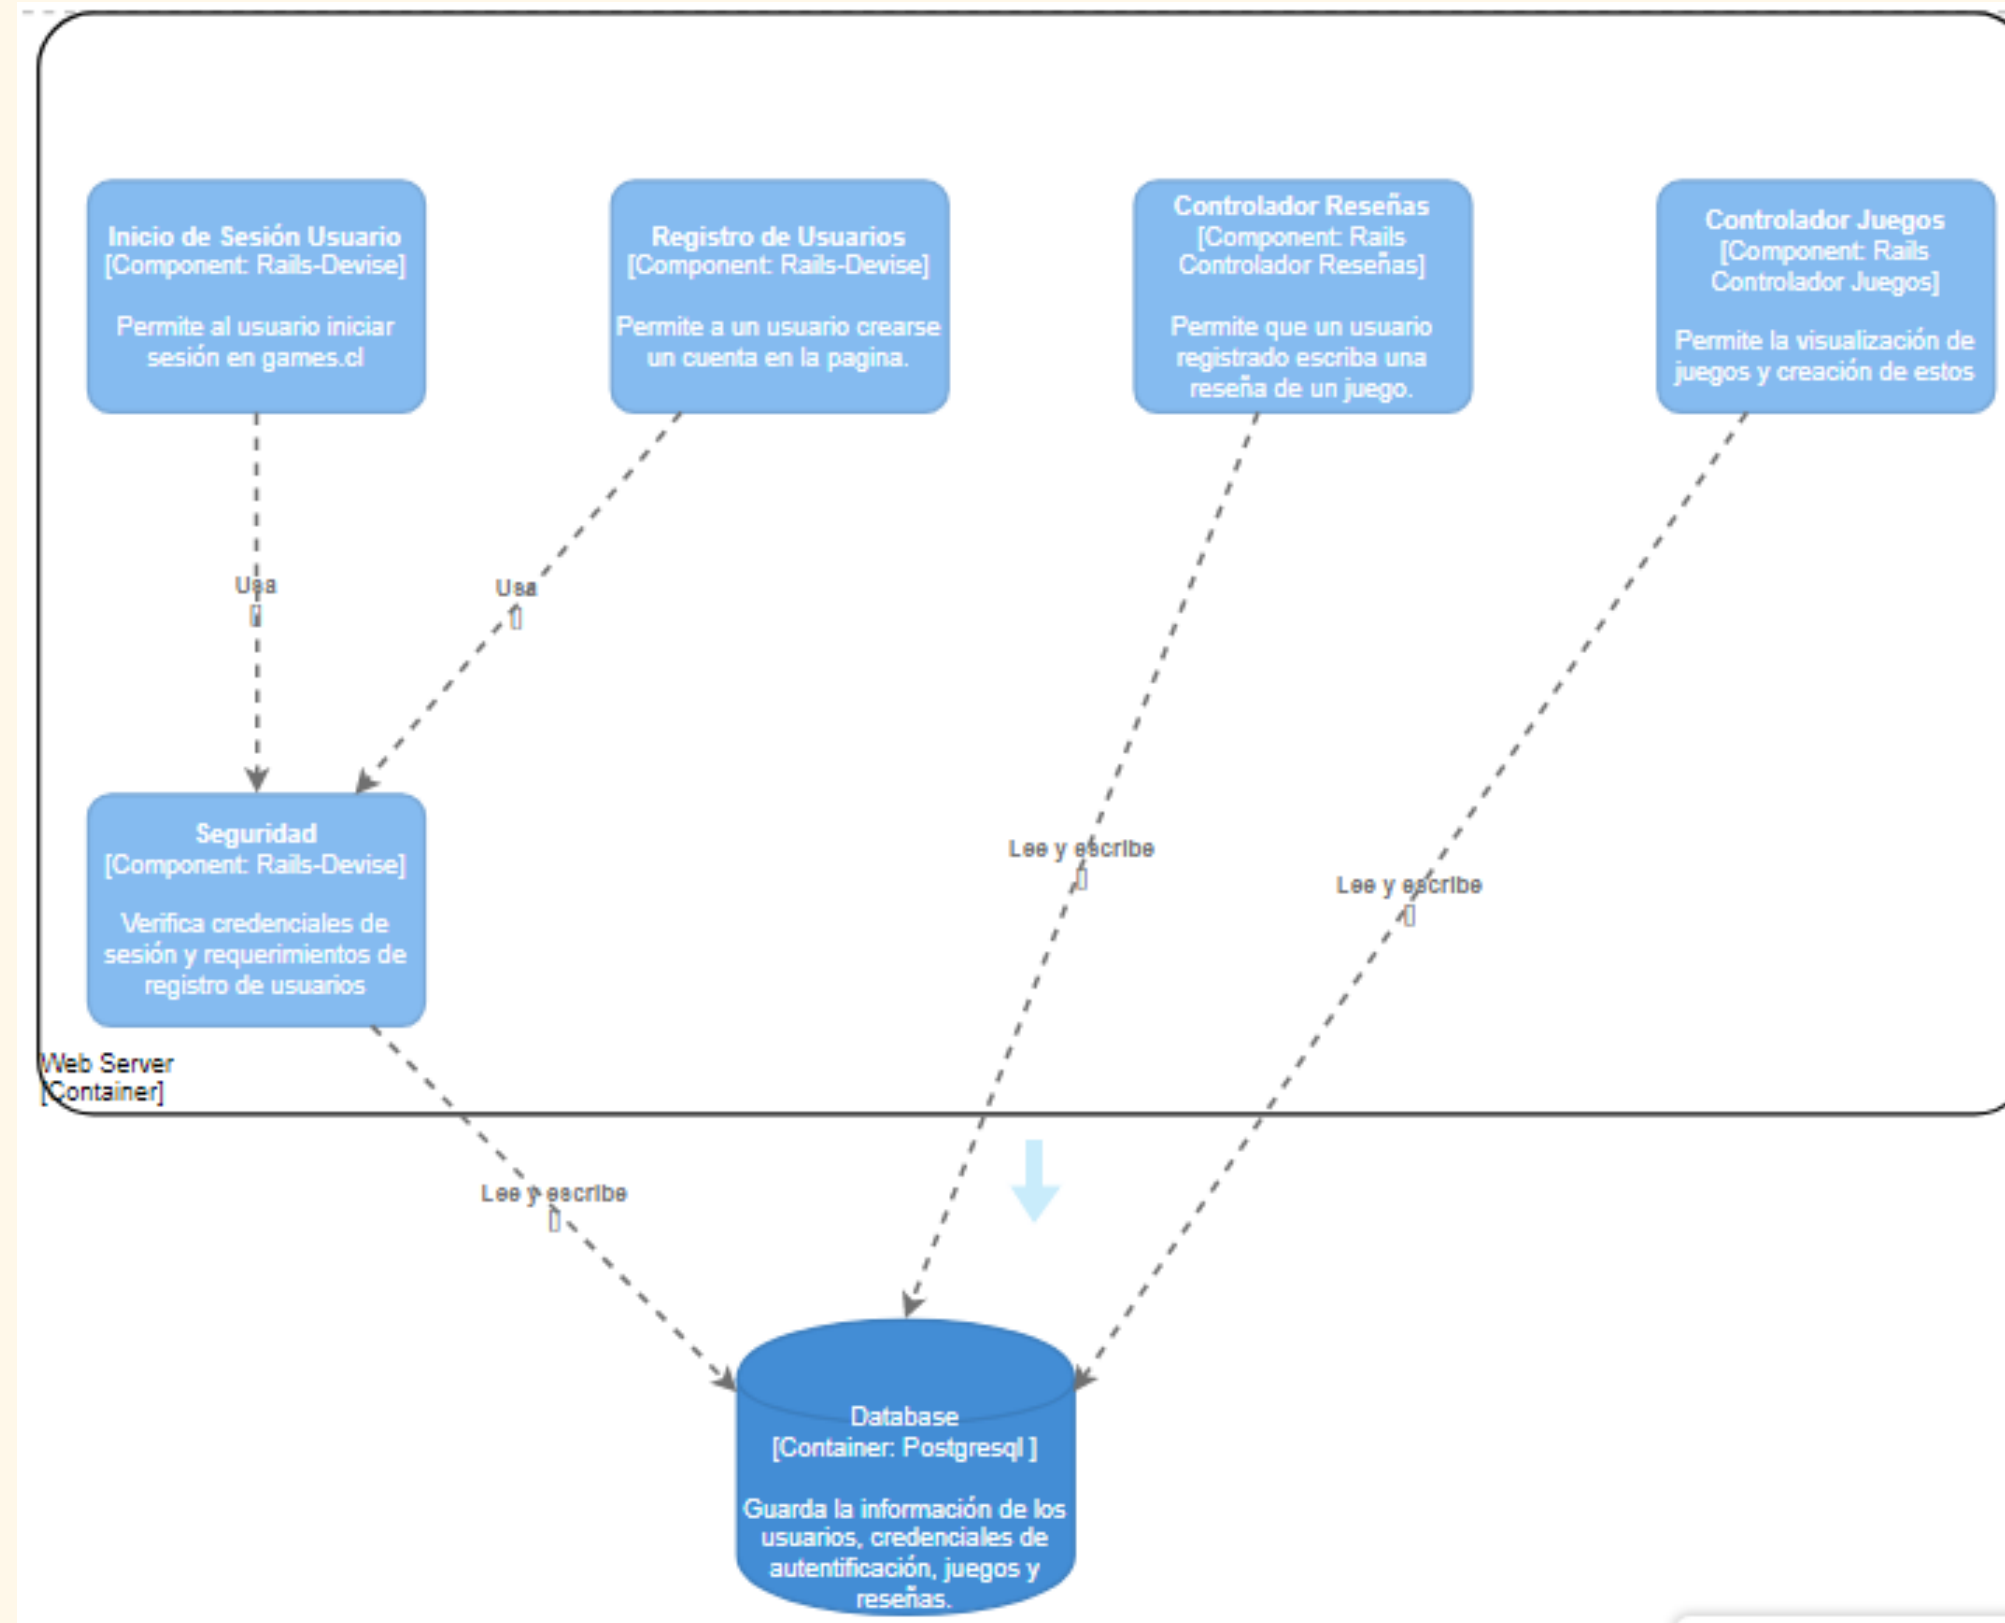 Inicio de Sesión Usuario
[Component: Rails-Devise]
Permite al usuario iniciar
sesión en games.cl
Registro de Usuarios
[Component: Rails-Devise]
Permite a un usuario crearse
un cuenta en la pagina.
Controlador Reseñas
[Component: Rails
Controlador Reseñas]
Permite que un usuario
registrado escriba una
reseña de un juego.
Controlador Juegos
[Component: Rails
Controlador Juegos]
Permite la visualización de
juegos y creación de estos
Usa
[]
Usa
[]
Seguridad
[Component: Rails-Devise]
Verifica credenciales de
sesión y requerimientos de
registro de usuarios
Lee y escribe
[]
Lee y escribe
[]
Web Server
[Container]
Lee y escribe
[]
Database
[Container: Postgresql ]
Guarda la información de los
usuarios, credenciales de
autentificación, juegos y
reseñas.